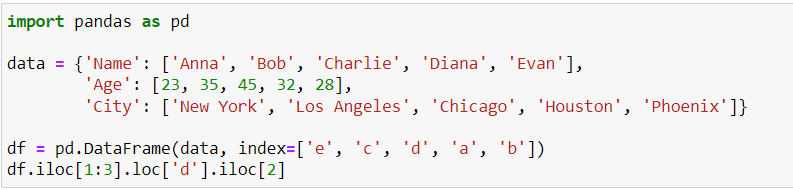 import pandas as pd
data = {'Name': ['Anna', 'Bob', 'Charlie', 'Diana', 'Evan'],
'Age': [23, 35, 45, 32, 28],
'City': ['New York', 'Los Angeles', 'Chicago', 'Houston', 'Phoenix']}
df = pd.DataFrame(data, index=['e', 'c', 'd', 'a', 'b'])
df.iloc[1:3].loc['d'].iloc[2]